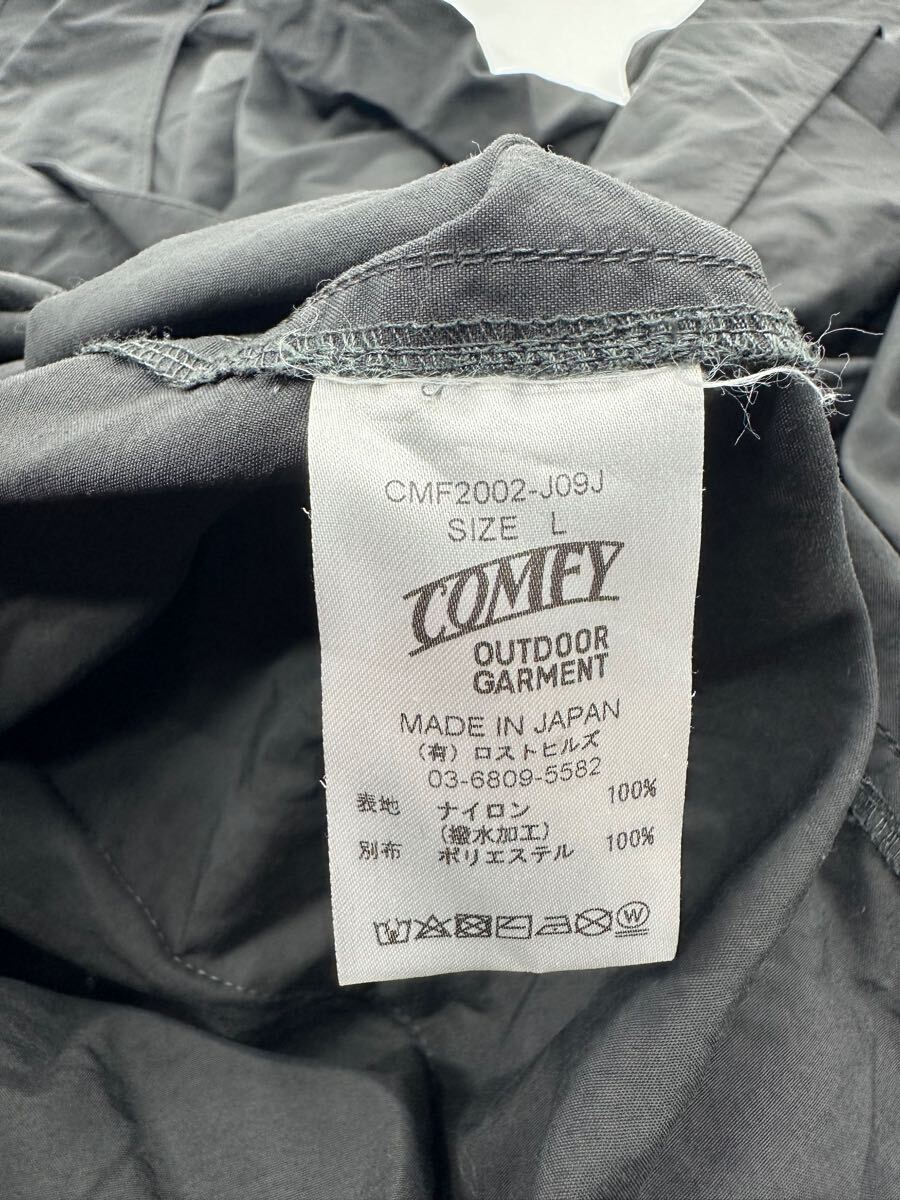 CMF2002-J09J
SIZE L
COMFY
OUTDOOR
GARMENT
MADE IN JAPAN
(有) ロストヒルズ
03-6809-5582
表地 ナイロン 100%
(撥水加工)
別布 ポリエステル 100%
W